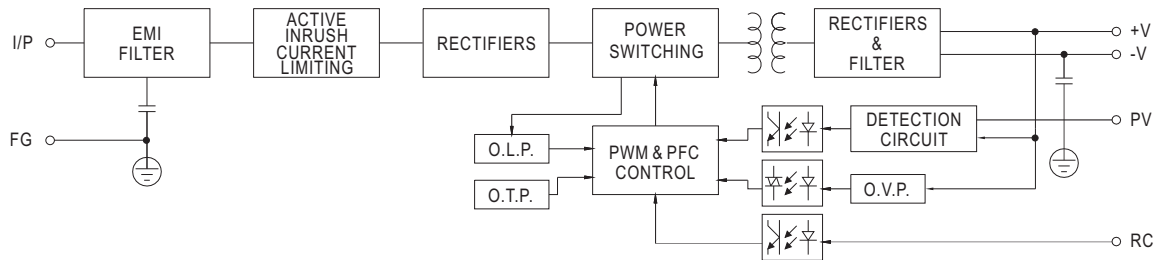 I/P
EMI
FILTER
ACTIVE
INRUSH
CURRENT
LIMITING
RECTIFIERS
POWER
SWITCHING
RECTIFIERS
&
FILTER
+V
-V
FG
O.L.P.
O.T.P.
PWM & PFC
CONTROL
DETECTION
CIRCUIT
PV
O.V.P.
RC